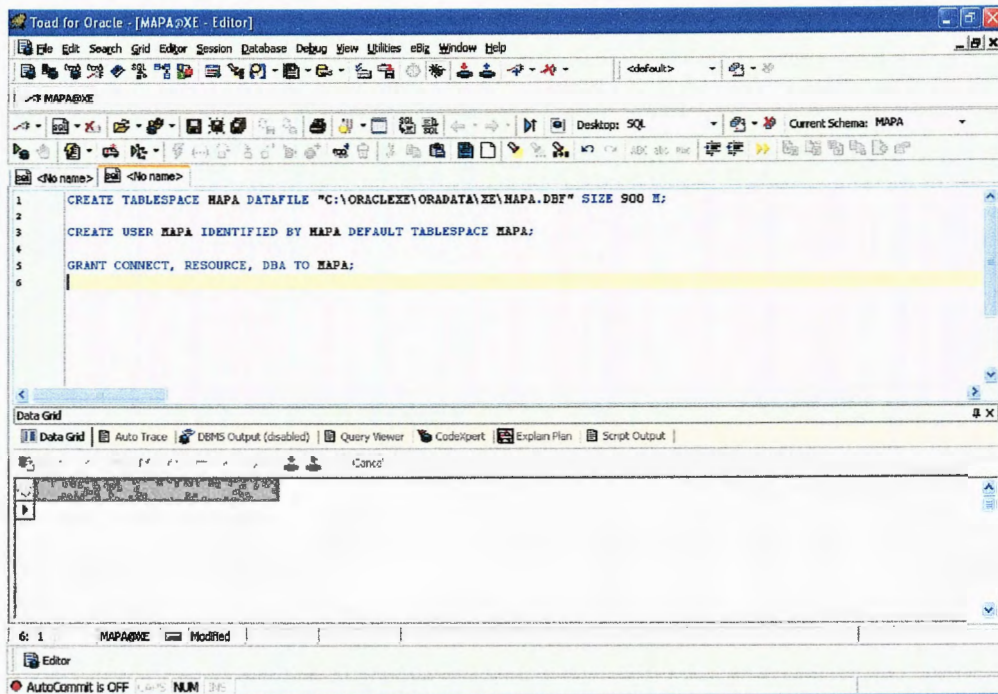 Toad for Oracle - [MAPA@XE - Editor]
File Edit Search Grid Editor Session Database Debug View Utilities eBiz Window Help
<default>
MAPA@XE
Desktop: SQL Current Schema: MAPA
<No name> <No name>
1 CREATE TABLESPACE MAPA DATAFILE "C:\ORACLEXE\ORADATA\XE\MAPA.DBF" SIZE 900 M;
2
3 CREATE USER MAPA IDENTIFIED BY MAPA DEFAULT TABLESPACE MAPA;
4
5 GRANT CONNECT, RESOURCE, DBA TO MAPA;
6
Data Grid
Data Grid Auto Trace DBMS Output (disabled) Query Viewer CodeXpert Explain Plan Script Output
Cancel
6: 1 MAPA@XE Modified
Editor
AutoCommit is OFF CAPS NUM INS